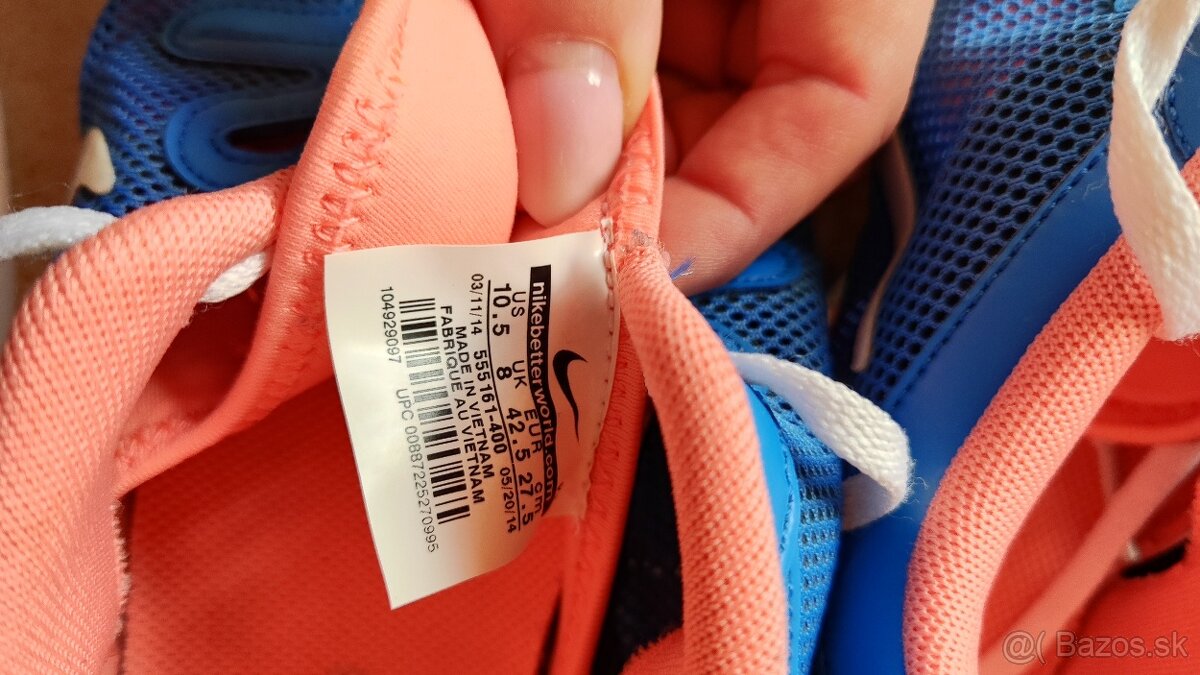 nikebetterworld.com
US UK EUR cm
10.5 8 42.5 27.5
03/11/14 555161-400 05/20/14
MADE IN VIETNAM
FABRIQUE AU VIETNAM
104929097 UPC 00887225270995
@( Bazos.sk